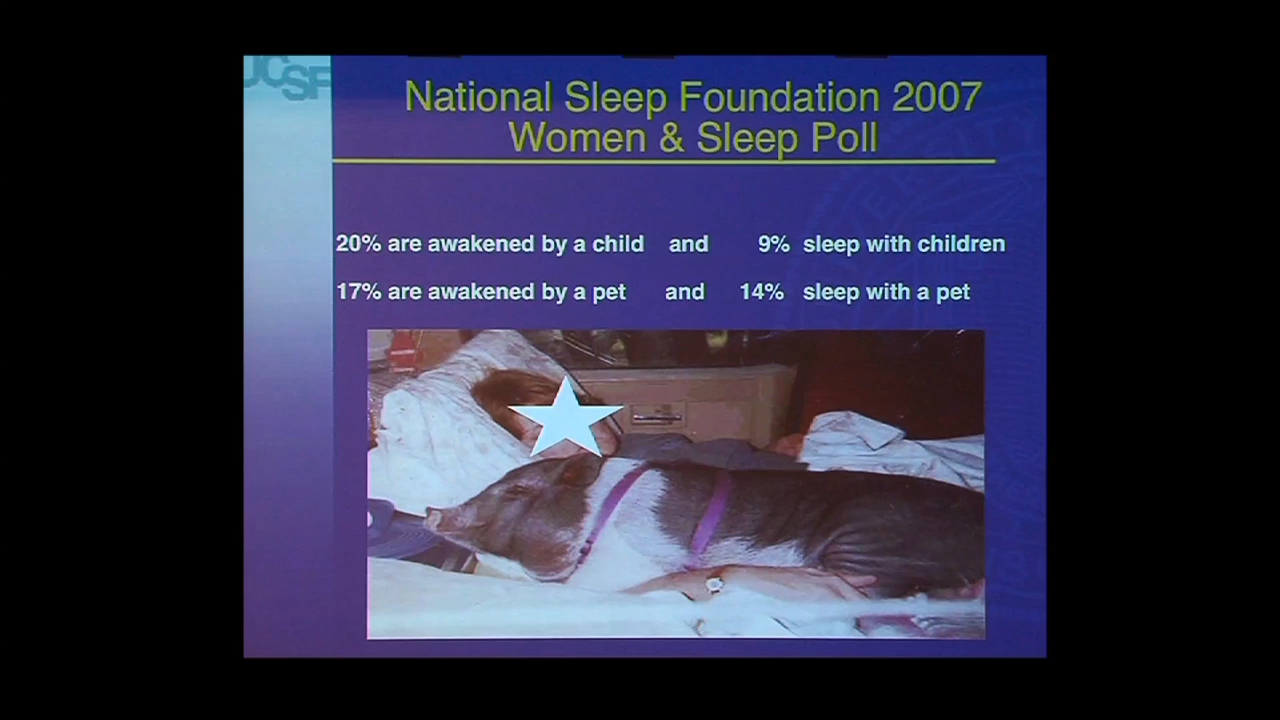 UCSF
National Sleep Foundation 2007
Women & Sleep Poll
20% are awakened by a child and 9% sleep with children
17% are awakened by a pet and 14% sleep with a pet